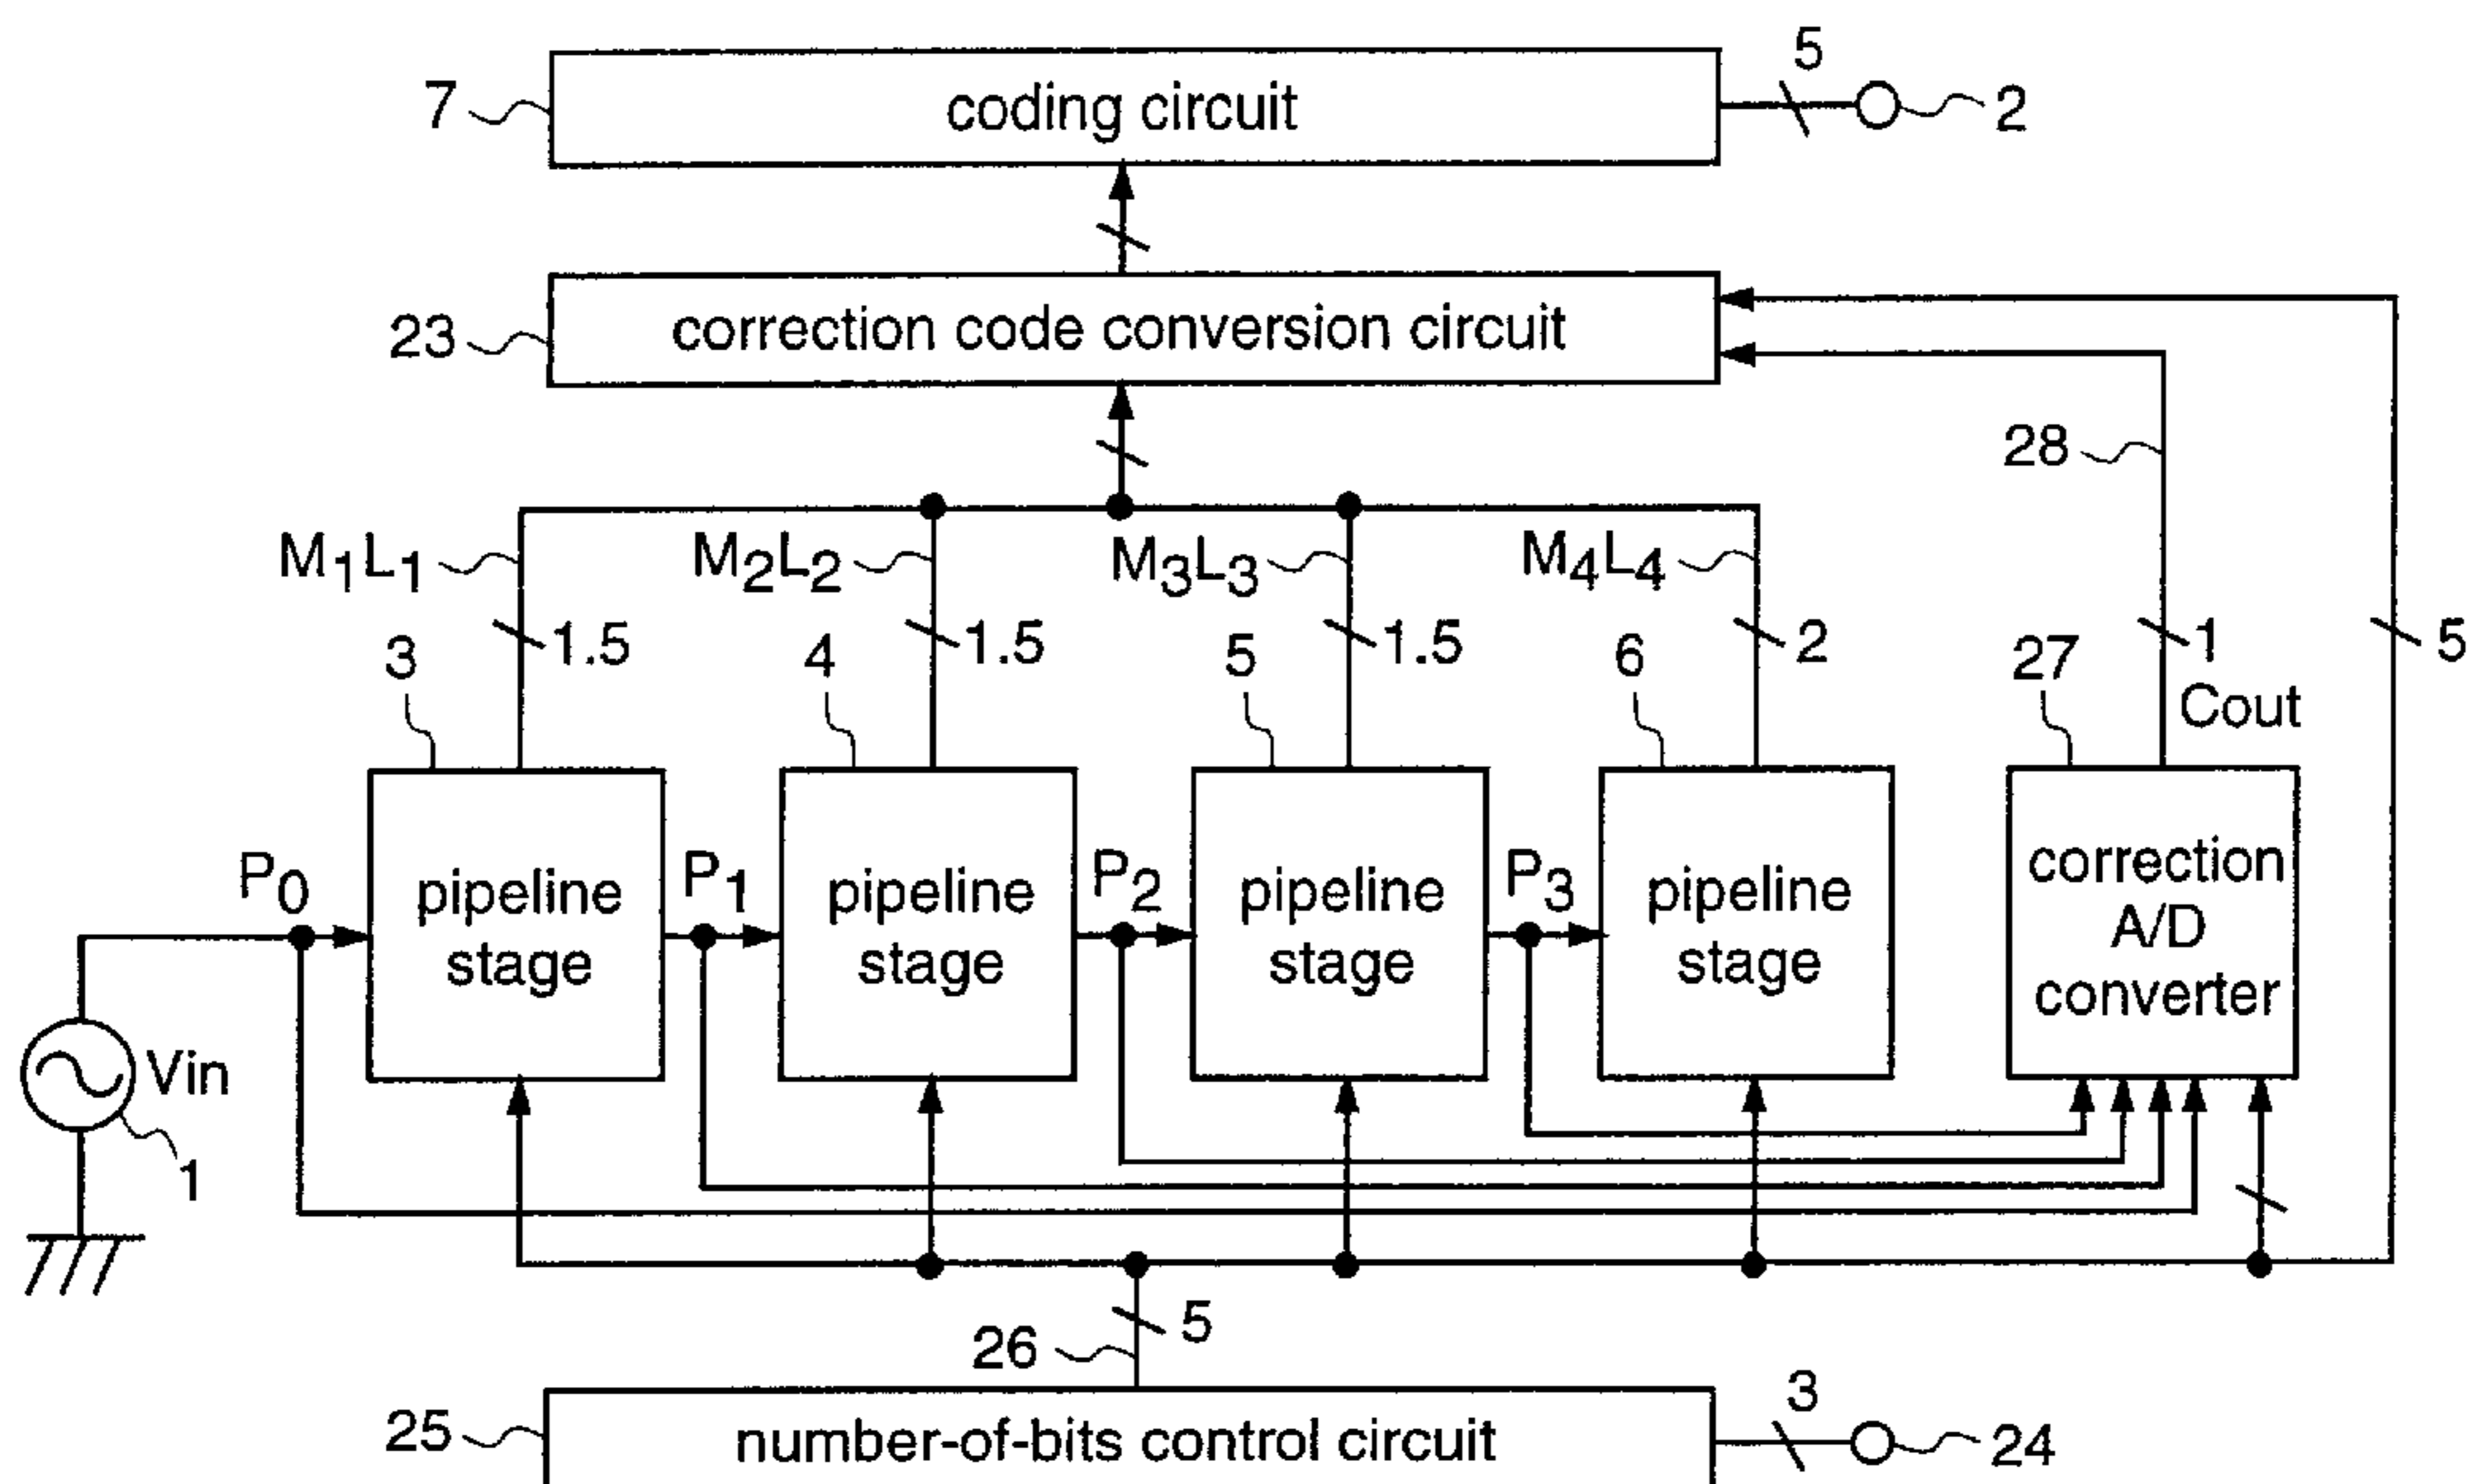 5
7
coding circuit
2
23
correction code conversion circuit
28
M1L1
M2L2
M3L3
M4L4
1.5
1.5
1.5
2
1
5
3
4
5
6
27
Cout
P0
pipeline
stage
P1
pipeline
stage
P2
pipeline
stage
P3
pipeline
stage
correction
A/D
converter
Vin
1
5
26
3
25
number-of-bits control circuit
24